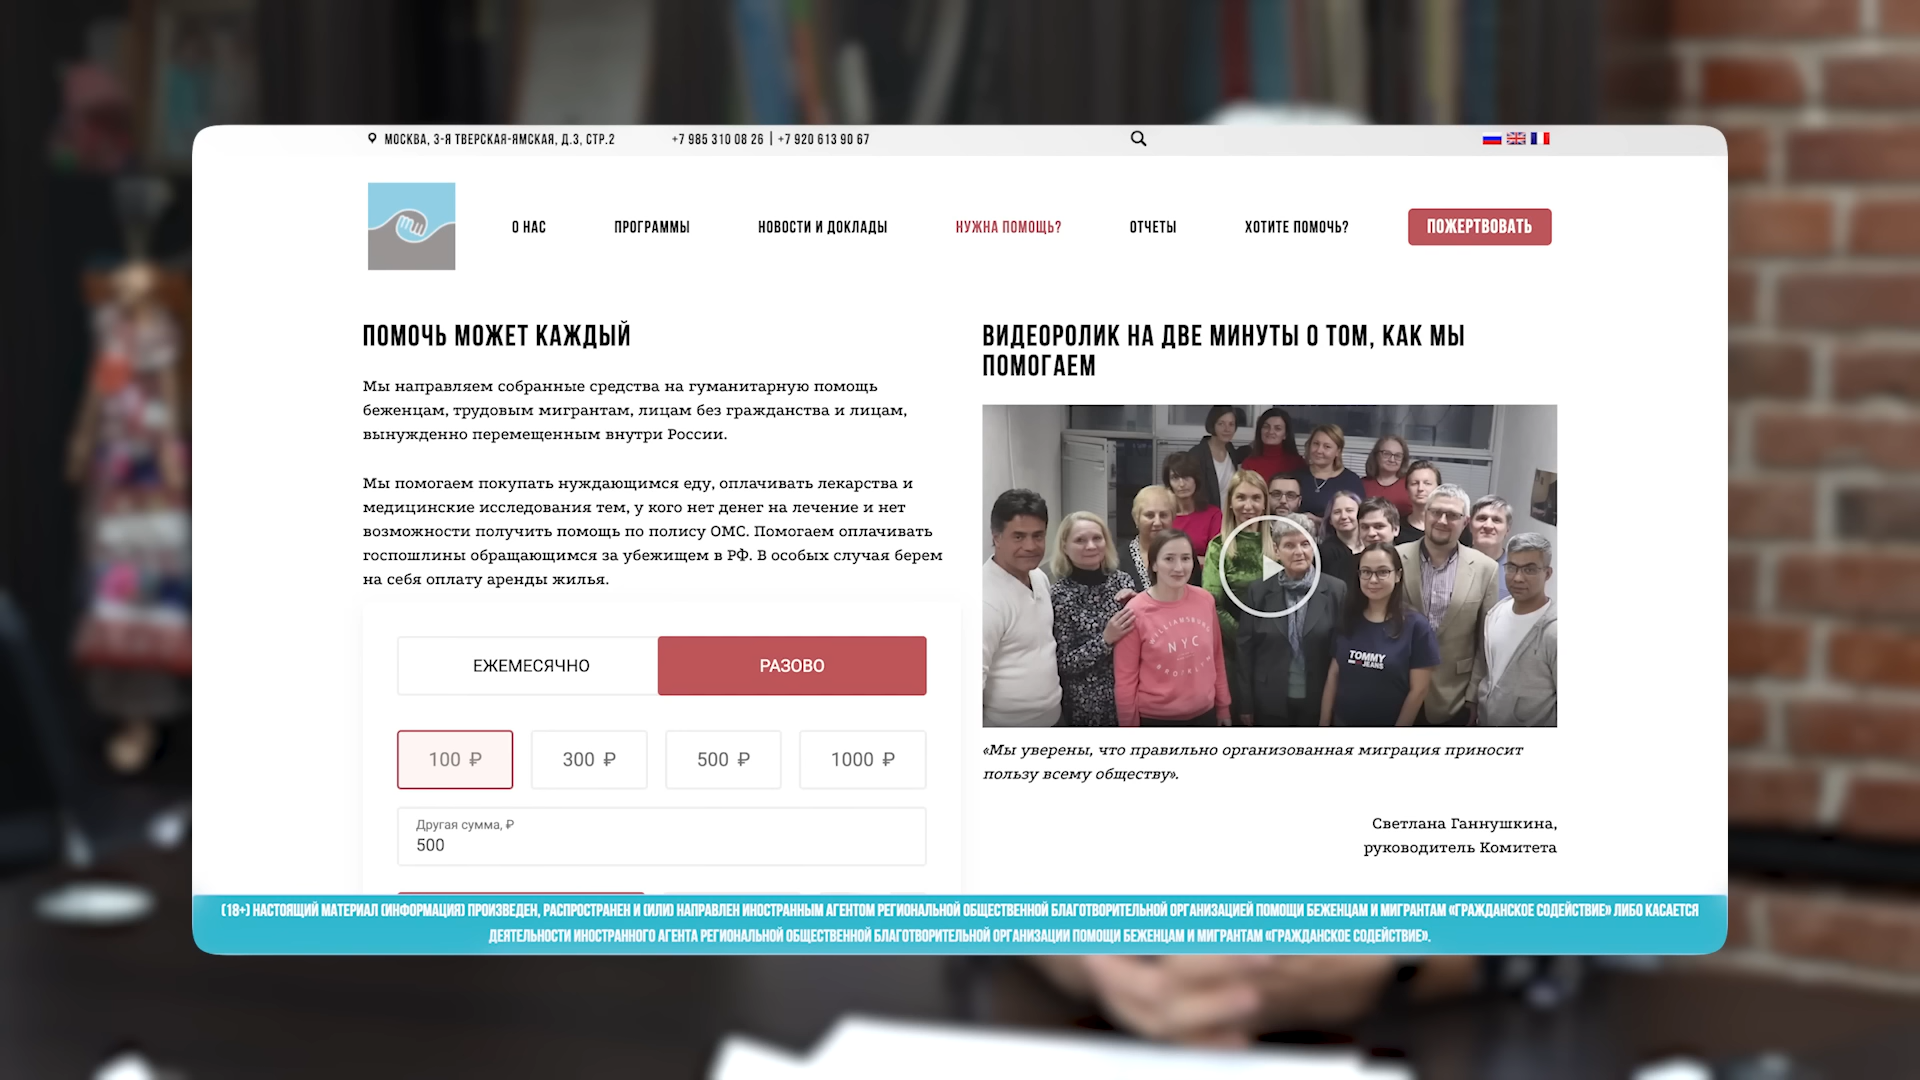 МОСКВА, 3-Я ТВЕРСКАЯ-ЯМСКАЯ, Д.3, СТР.2
+7 985 310 08 26 | +7 920 613 90 67
О НАС
ПРОГРАММЫ
НОВОСТИ И ДОКЛАДЫ
НУЖНА ПОМОЩЬ?
ОТЧЕТЫ
ХОТИТЕ ПОМОЧЬ?
ПОЖЕРТВОВАТЬ
ПОМОЧЬ МОЖЕТ КАЖДЫЙ
Мы направляем собранные средства на гуманитарную помощь
беженцам, трудовым мигрантам, лицам без гражданства и лицам,
вынужденно перемещенным внутри России.
Мы помогаем покупать нуждающимся еду, оплачивать лекарства и
медицинские исследования тем, у кого нет денег на лечение и нет
возможности получить помощь по полису ОМС. Помогаем оплачивать
госпошлины обращающимся за убежищем в РФ. В особых случая берем
на себя оплату аренды жилья.
ЕЖЕМЕСЯЧНО
РАЗОВО
100 ₽
300 ₽
500 ₽
1000 ₽
Другая сумма, ₽
500
ВИДЕОРОЛИК НА ДВЕ МИНУТЫ О ТОМ, КАК МЫ
ПОМОГАЕМ
WILLIAMSBURG
NYC
BROOKLYN
TOMMY
JEANS
«Мы уверены, что правильно организованная миграция приносит
пользу всему обществу».
Светлана Ганнушкина,
руководитель Комитета
(18+) НАСТОЯЩИЙ МАТЕРИАЛ (ИНФОРМАЦИЯ) ПРОИЗВЕДЕН, РАСПРОСТРАНЕН И (ИЛИ) НАПРАВЛЕН ИНОСТРАННЫМ АГЕНТОМ РЕГИОНАЛЬНОЙ ОБЩЕСТВЕННОЙ БЛАГОТВОРИТЕЛЬНОЙ ОРГАНИЗАЦИЕЙ ПОМОЩИ БЕЖЕНЦАМ И МИГРАНТАМ «ГРАЖДАНСКОЕ СОДЕЙСТВИЕ» ЛИБО КАСАЕТСЯ
ДЕЯТЕЛЬНОСТИ ИНОСТРАННОГО АГЕНТА РЕГИОНАЛЬНОЙ ОБЩЕСТВЕННОЙ БЛАГОТВОРИТЕЛЬНОЙ ОРГАНИЗАЦИИ ПОМОЩИ БЕЖЕНЦАМ И МИГРАНТАМ «ГРАЖДАНСКОЕ СОДЕЙСТВИЕ».